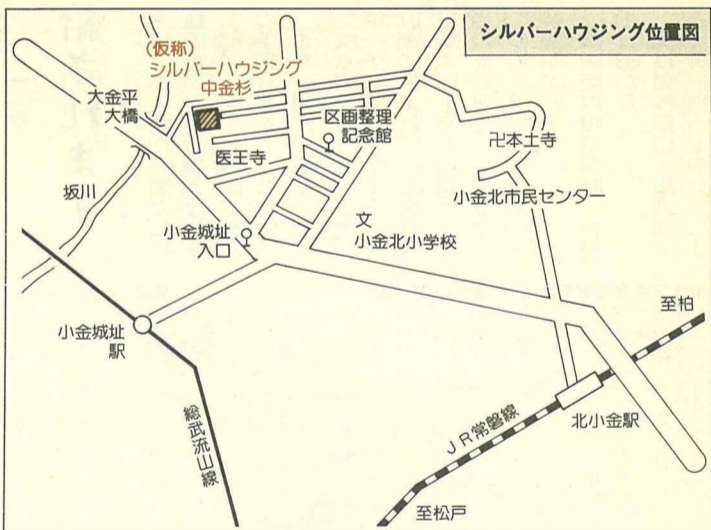 シルバーハウジング位置図
(仮称)
シルバーハウジング
中金杉
大金平
大橋
区画整理
記念館
医王寺
卍本土寺
坂川
小金北市民センター
小金城址
入口
文
小金北小学校
至柏
小金城址
駅
北小金駅
JR常磐線
総武流山線
至松戸